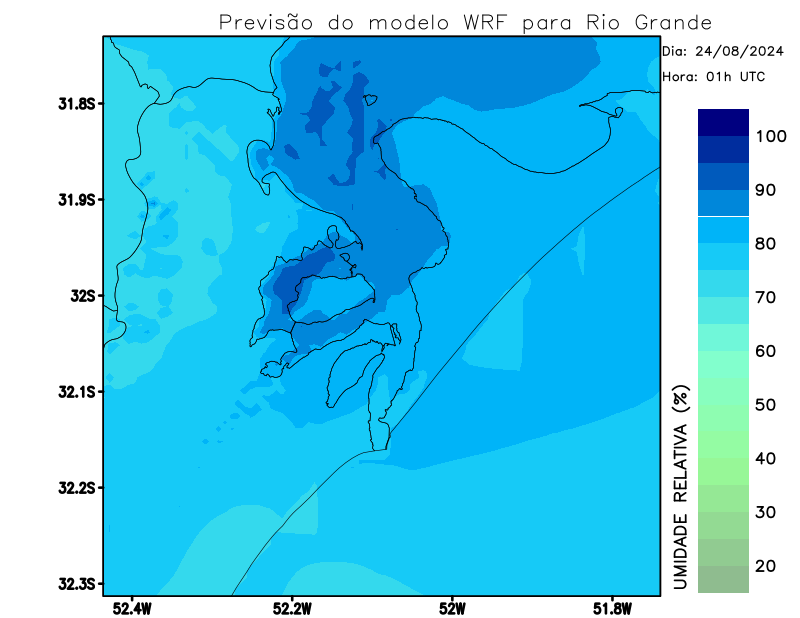 Previsão do modelo WRF para Rio Grande
Dia: 24/08/2024
Hora: 01h UTC
31.8S
31.9S
32S
32.1S
32.2S
32.3S
52.4W
52.2W
52W
51.8W
UMIDADE RELATIVA (%)
100
90
80
70
60
50
40
30
20